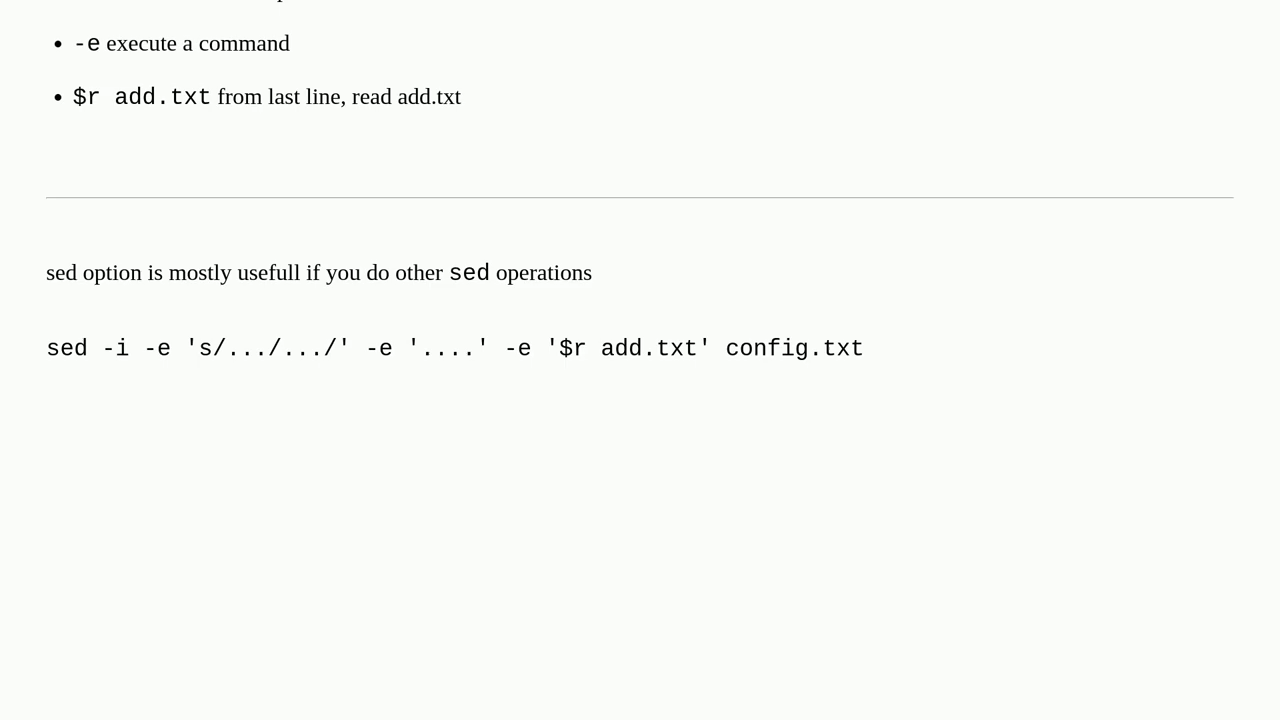 -e execute a command
$r add.txt from last line, read add.txt
sed option is mostly usefull if you do other sed operations
sed -i -e 's/.../.../' -e '....' -e '$r add.txt' config.txt